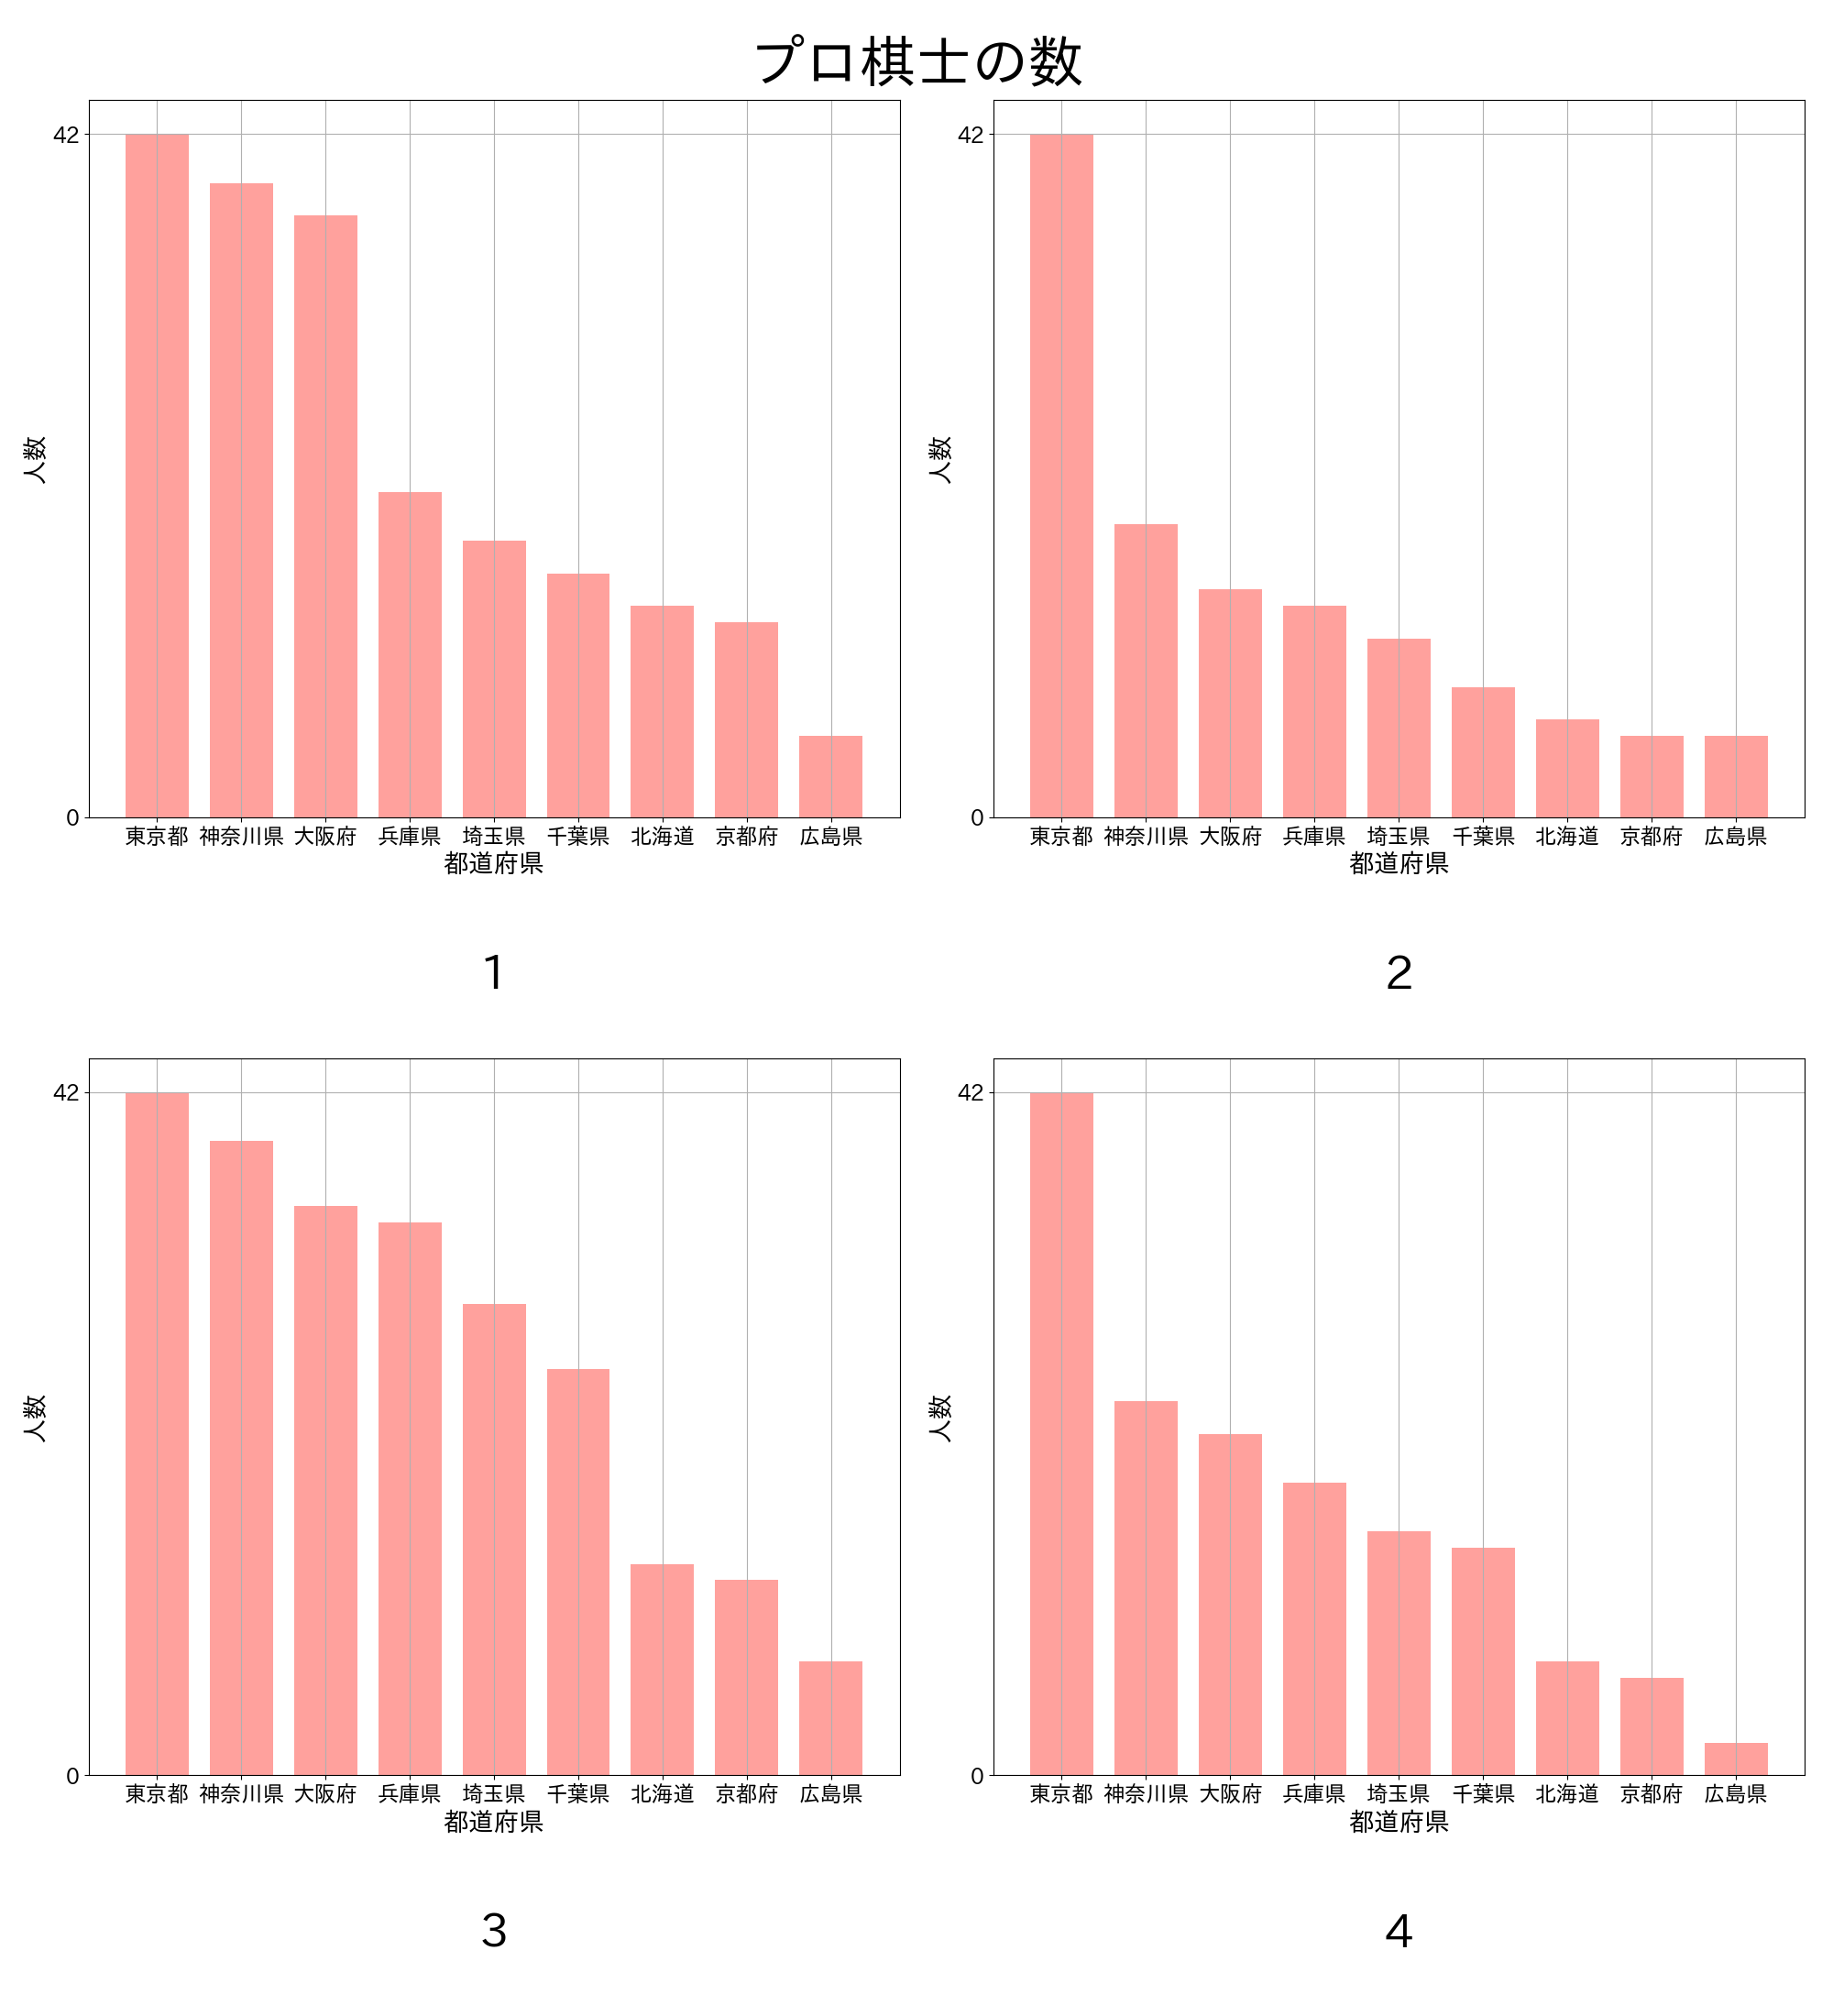 プロ棋士の数
42
人数
0
東京都 神奈川県 大阪府 兵庫県 埼玉県 千葉県 北海道 京都府 広島県
都道府県
1
42
人数
0
東京都 神奈川県 大阪府 兵庫県 埼玉県 千葉県 北海道 京都府 広島県
都道府県
2
42
人数
0
東京都 神奈川県 大阪府 兵庫県 埼玉県 千葉県 北海道 京都府 広島県
都道府県
3
42
人数
0
東京都 神奈川県 大阪府 兵庫県 埼玉県 千葉県 北海道 京都府 広島県
都道府県
4